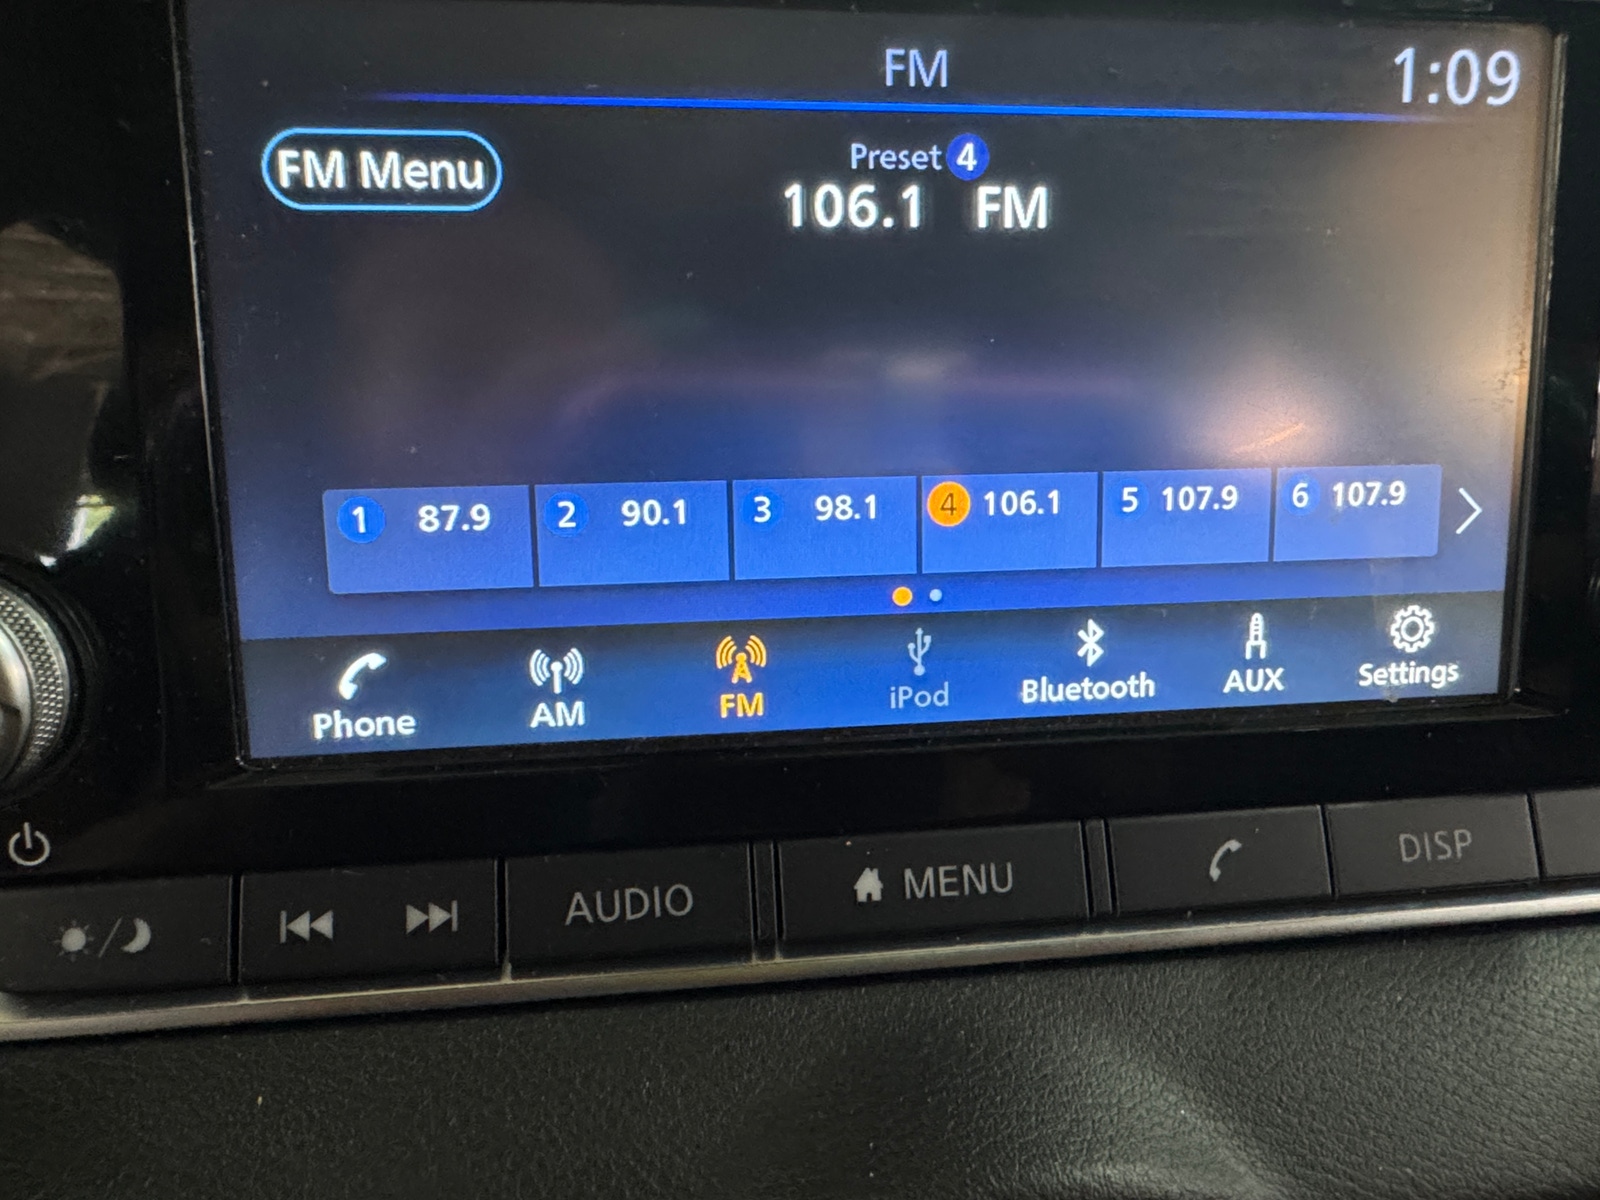 FM
1:09
FM Menu
Preset 4
106.1 FM
1 87.9 2 90.1 3 98.1 4 106.1 5 107.9 6 107.9
Phone AM FM iPod Bluetooth AUX Settings
AUDIO MENU DISP